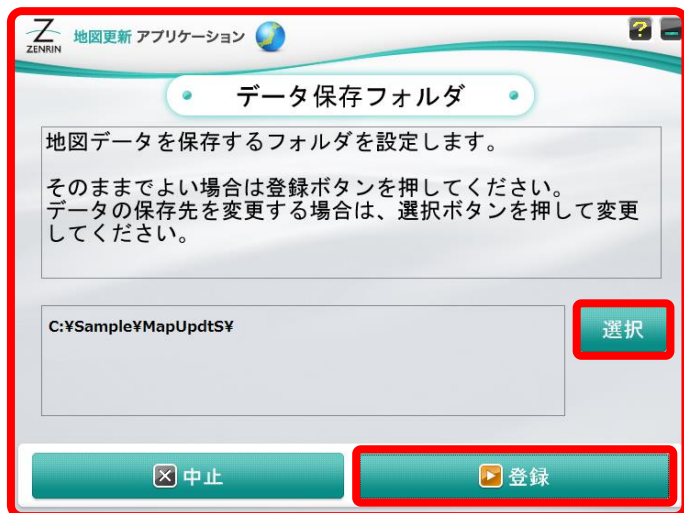 ZENRIN 地図更新 アプリケーション
?
データ保存フォルダ
地図データを保存するフォルダを設定します。
そのままでよい場合は登録ボタンを押してください。
データの保存先を変更する場合は、選択ボタンを押して変更
してください。
C:¥Sample¥MapUpdtS¥
選択
中止
登録